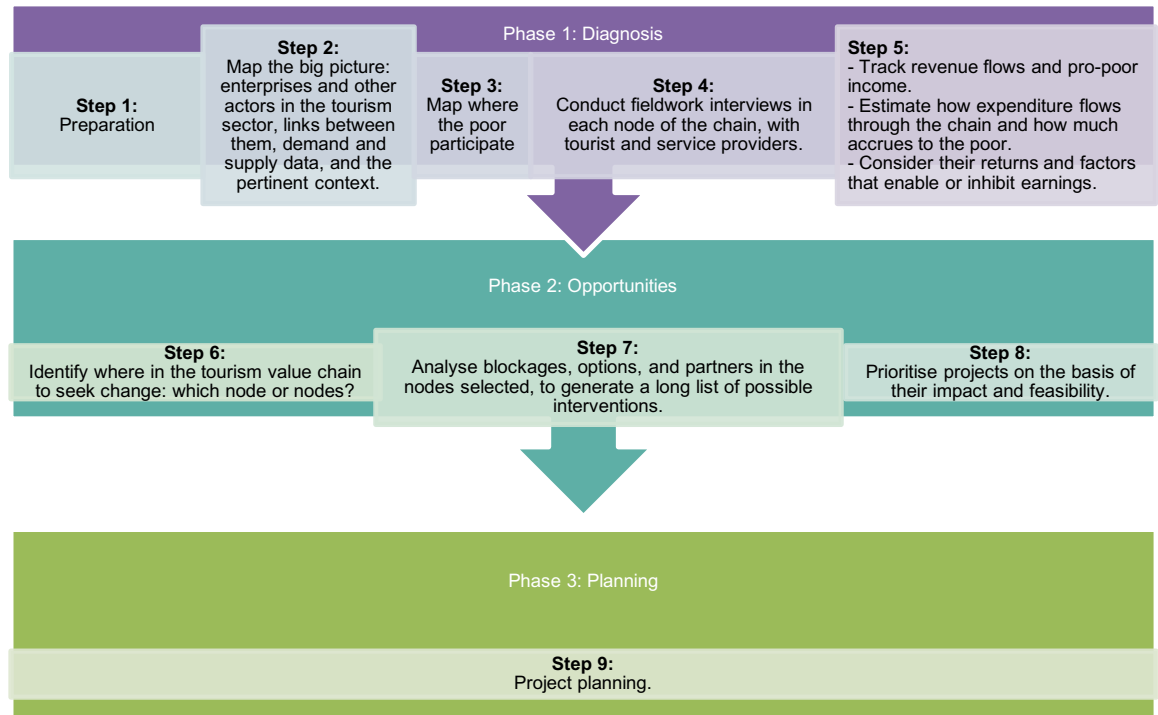 Phase 1: Diagnosis
Step 1:
Preparation
Step 2:
Map the big picture:
enterprises and other
actors in the tourism
sector, links between
them, demand and
supply data, and the
pertinent context.
Step 3:
Map where
the poor
participate
Step 4:
Conduct fieldwork interviews in
each node of the chain, with
tourist and service providers.
Step 5:
- Track revenue flows and pro-poor
income.
- Estimate how expenditure flows
through the chain and how much
accrues to the poor.
- Consider their returns and factors
that enable or inhibit earnings.
Phase 2: Opportunities
Step 6:
Identify where in the tourism value chain
to seek change: which node or nodes?
Step 7:
Analyse blockages, options, and partners in the
nodes selected, to generate a long list of possible
interventions.
Step 8:
Prioritise projects on the basis of
their impact and feasibility.
Phase 3: Planning
Step 9:
Project planning.